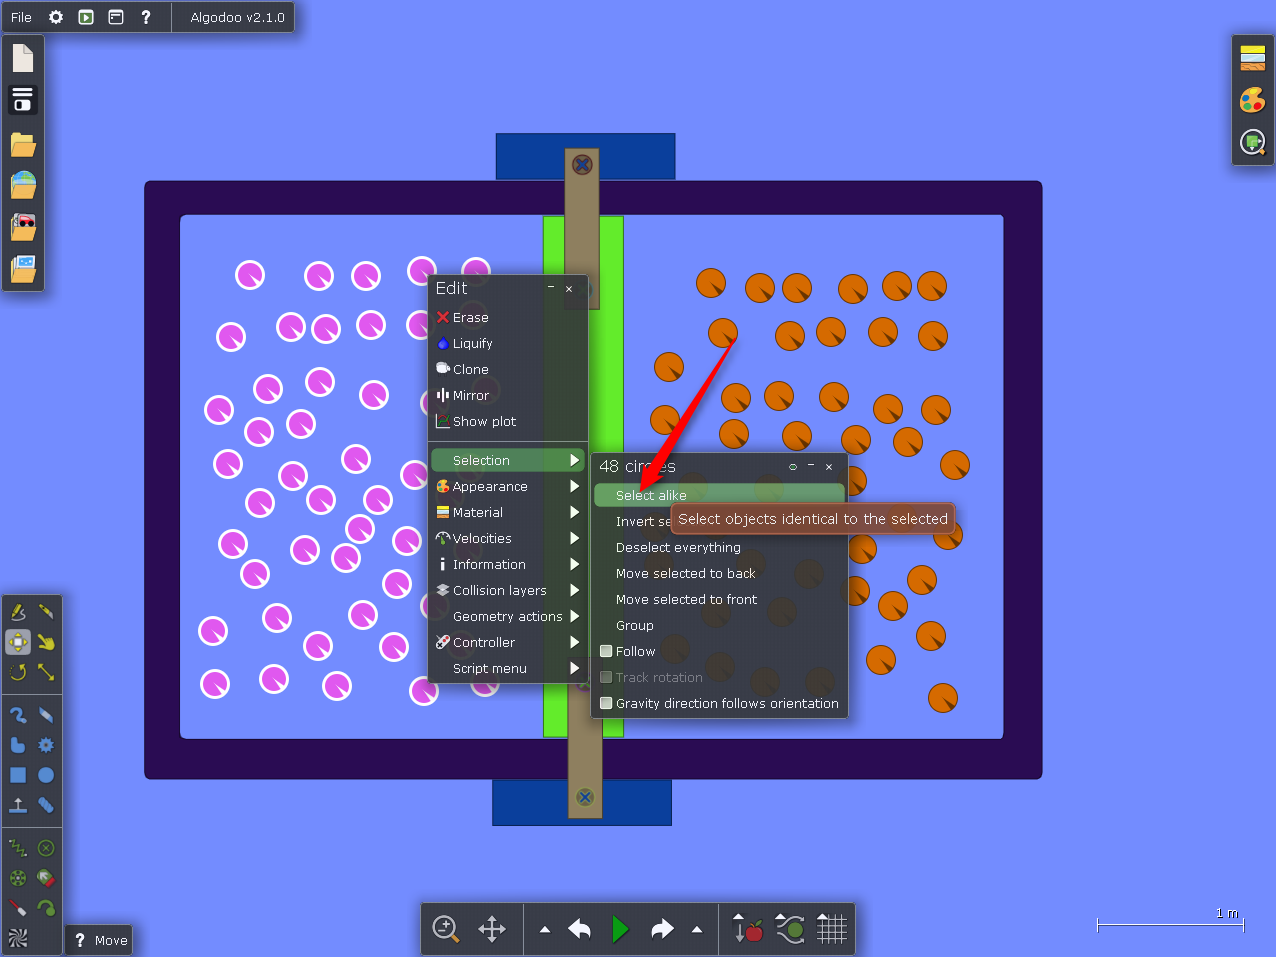 File ? Algodoo v2.1.0
Edit
Erase
Liquify
Clone
Mirror
Show plot
Selection
Appearance
Material
Velocities
Information
Collision layers
Geometry actions
Controller
Script menu
48 circles
Select alike
Select objects identical to the selected
Invert se
Deselect everything
Move selected to back
Move selected to front
Group
Follow
Track rotation
Gravity direction follows orientation
? Move
1 m